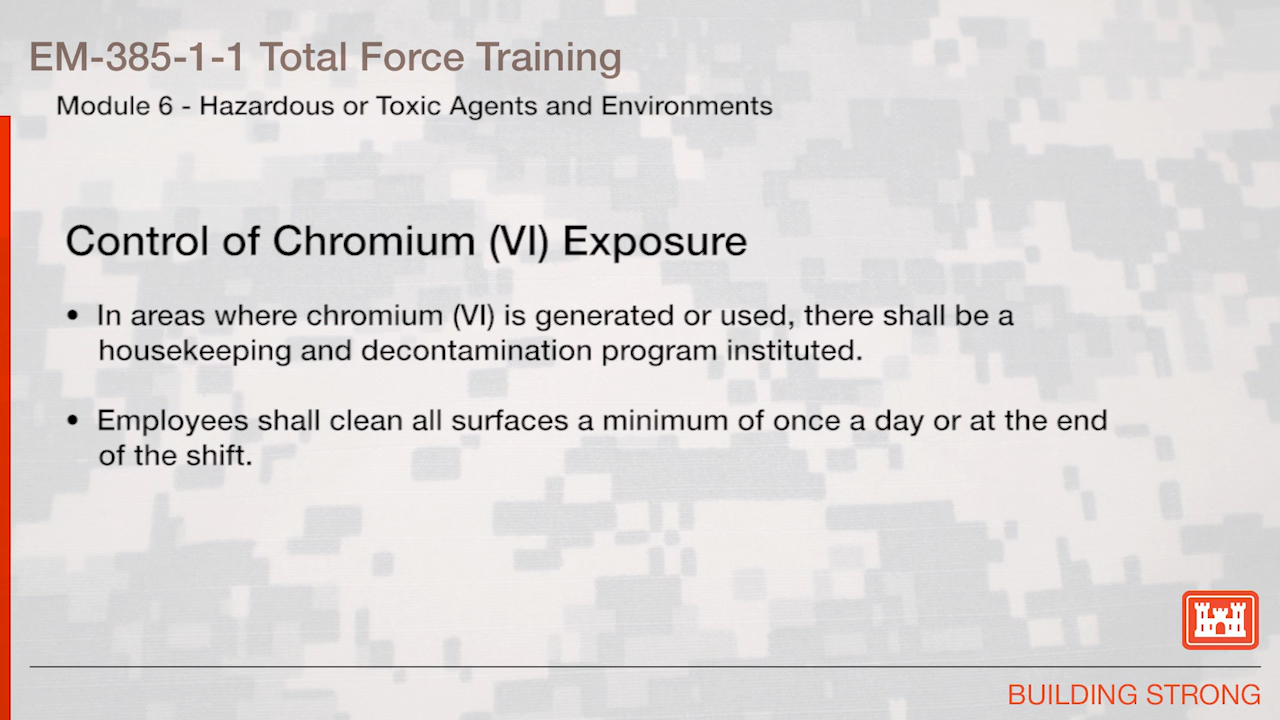 EM-385-1-1 Total Force Training
Module 6 - Hazardous or Toxic Agents and Environments
Control of Chromium (VI) Exposure
• In areas where chromium (VI) is generated or used, there shall be a
housekeeping and decontamination program instituted.
• Employees shall clean all surfaces a minimum of once a day or at the end
of the shift.
BUILDING STRONG